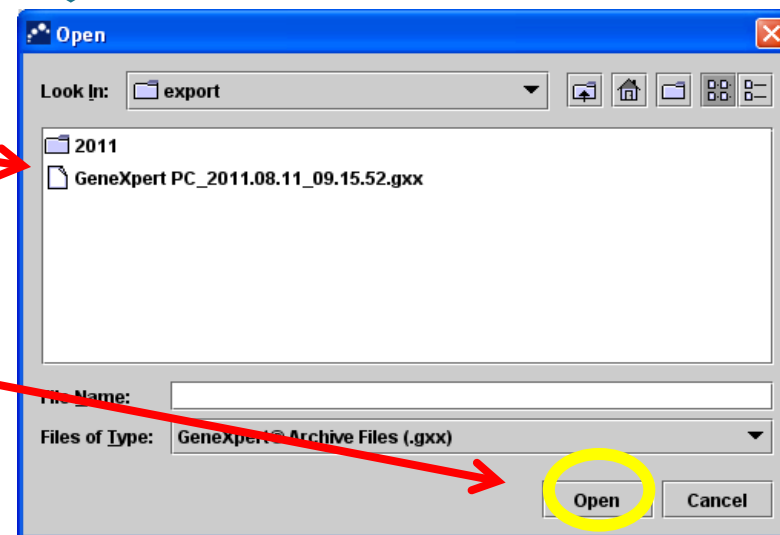 Open
Look In: export
2011
GeneXpert PC_2011.08.11_09.15.52.gxx
File Name:
Files of Type: GeneXpert® Archive Files (.gxx)
Open Cancel